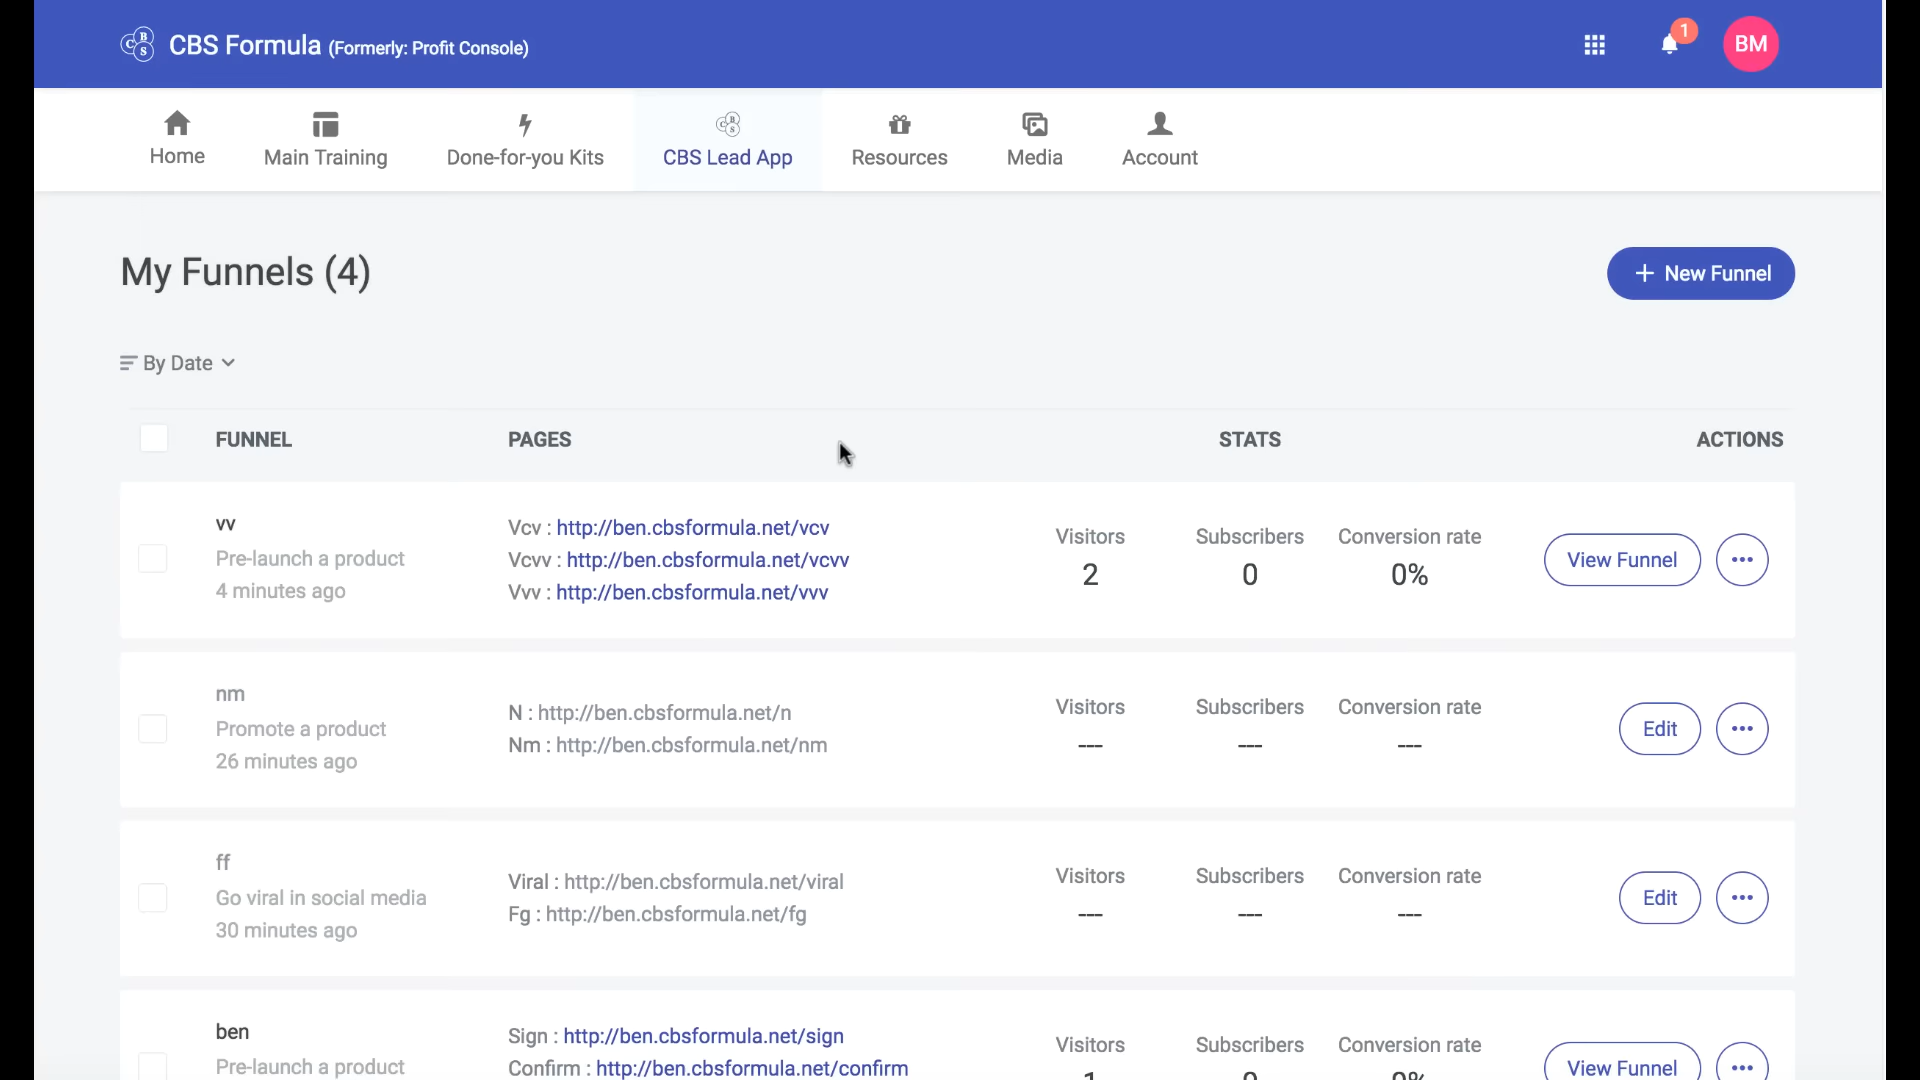 CBS Formula (Formerly: Profit Console)
1
BM
Home
Main Training
Done-for-you Kits
CBS Lead App
Resources
Media
Account
My Funnels (4)
+ New Funnel
By Date
FUNNEL PAGES STATS ACTIONS
vv
Pre-launch a product
4 minutes ago
Vcv : http://ben.cbsformula.net/vcv
Vcvv : http://ben.cbsformula.net/vcvv
Vvv : http://ben.cbsformula.net/vvv
Visitors Subscribers Conversion rate
2 0 0%
View Funnel
nm
Promote a product
26 minutes ago
N : http://ben.cbsformula.net/n
Nm : http://ben.cbsformula.net/nm
Visitors Subscribers Conversion rate
--- --- ---
Edit
ff
Go viral in social media
30 minutes ago
Viral : http://ben.cbsformula.net/viral
Fg : http://ben.cbsformula.net/fg
Visitors Subscribers Conversion rate
--- --- ---
Edit
ben
Pre-launch a product
Sign : http://ben.cbsformula.net/sign
Confirm : http://ben.cbsformula.net/confirm
Visitors Subscribers Conversion rate
View Funnel